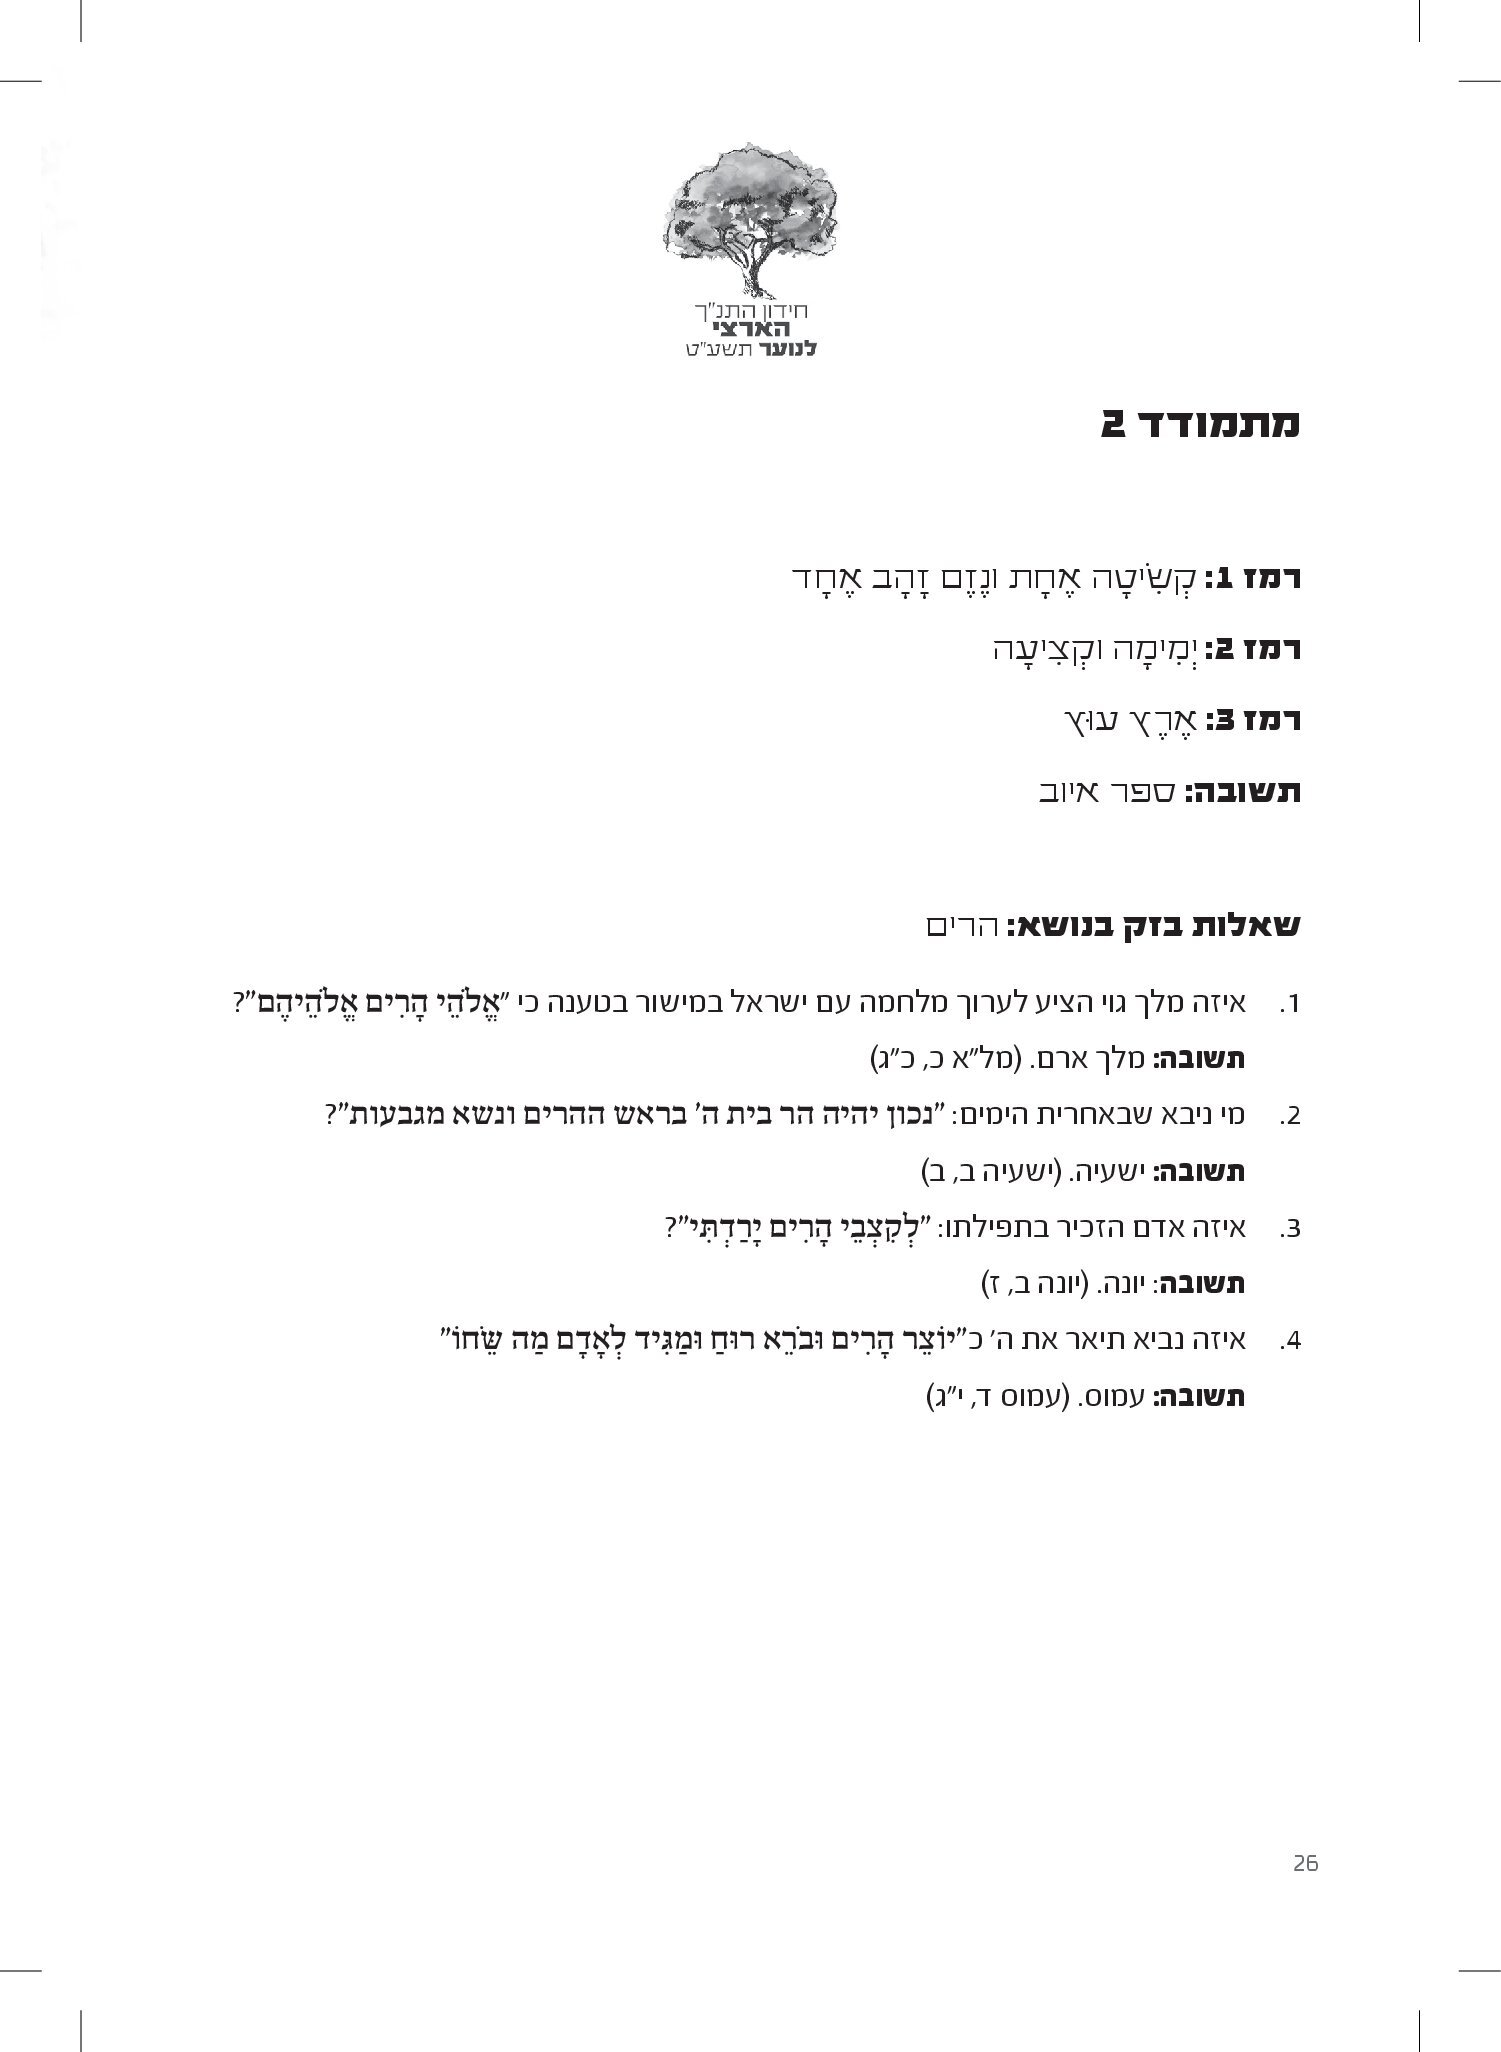 חידון התנ"ך
הארצי
לנוער תשע"ט
מתמודד 2
רמז 1: קְשִׂיטָה אֶחָת ונֶזֶם זָהָב אֶחָד
רמז 2: יְמִימָה וקְצִיעָה
רמז 3: אֶרֶץ עוּץ
תשובה: ספר איוב
שאלות בזק בנושא: הרים
1. איזה מלך גוי הציע לערוך מלחמה עם ישראל במישור בטענה כי "אֱלֹהֵי הָרִים אֱלֹהֵיהֶם"?
תשובה: מלך ארם. (מל"א כ, כ"ג)
2. מי ניבא שבאחרית הימים: "נכון יהיה הר בית ה' בראש ההרים ונשא מגבעות"?
תשובה: ישעיה. (ישעיה ב, ב)
3. איזה אדם הזכיר בתפילתו: "לְקִצְבֵי הָרִים יָרַדְתִּי"?
תשובה: יונה. (יונה ב, ז)
4. איזה נביא תיאר את ה' כ"יוֹצֵר הָרִים וּבֹרֵא רוּחַ וּמַגִּיד לְאָדָם מַה שֵּׂחוֹ"
תשובה: עמוס. (עמוס ד, י"ג)
26